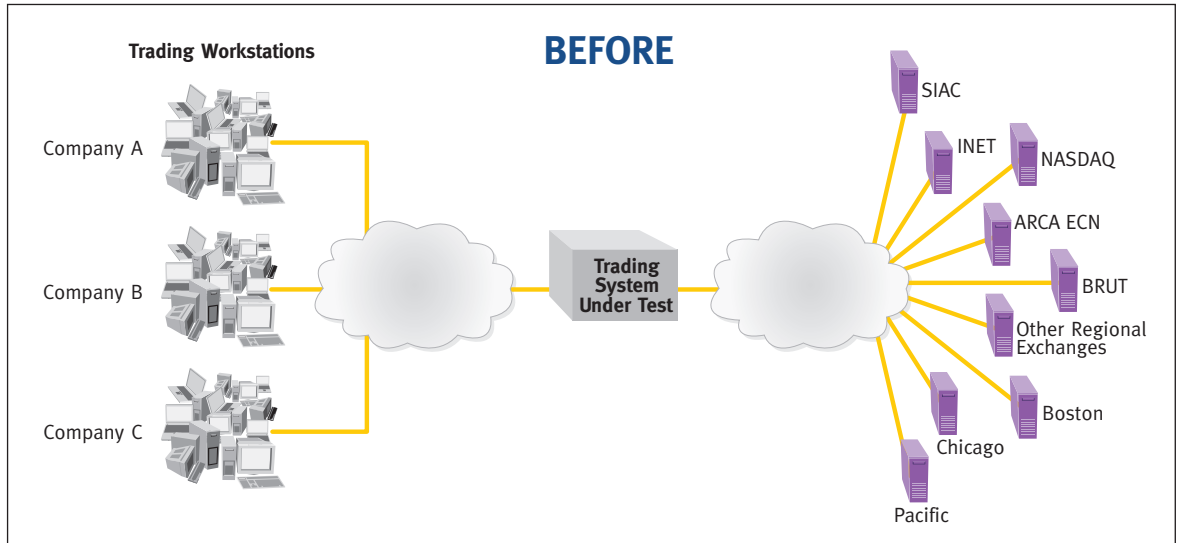 BEFORE
Trading Workstations
Company A
Company B
Company C
Trading
System
Under Test
SIAC
INET
NASDAQ
ARCA ECN
BRUT
Other Regional
Exchanges
Boston
Chicago
Pacific